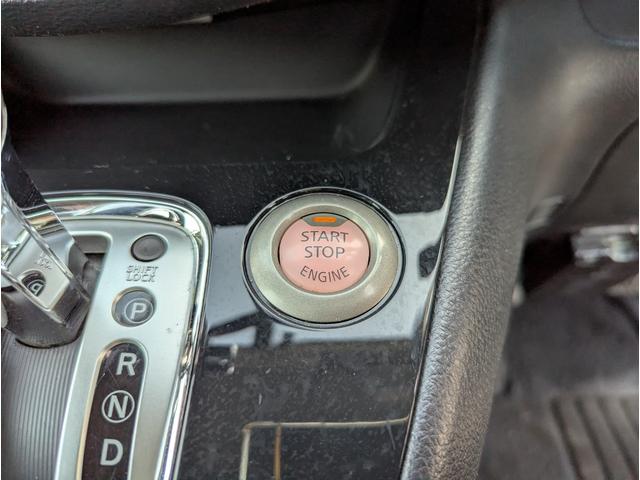 START
STOP
ENGINE
SHIFT
LOCK
P
R
N
D